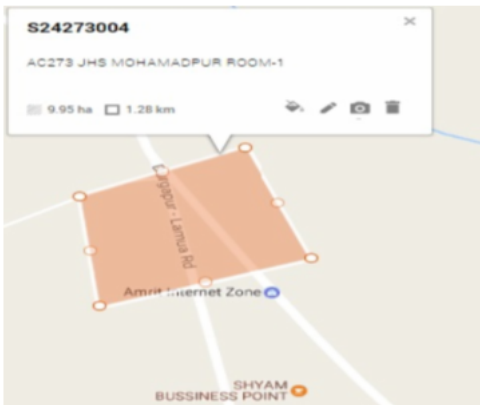 S24273004
AC273 JHS MOHAMADPUR ROOM-1
9.95 ha 1.28 km
Durgapur - Lamua Rd
Amrit Internet Zone
SHYAM
BUSSINESS POINT